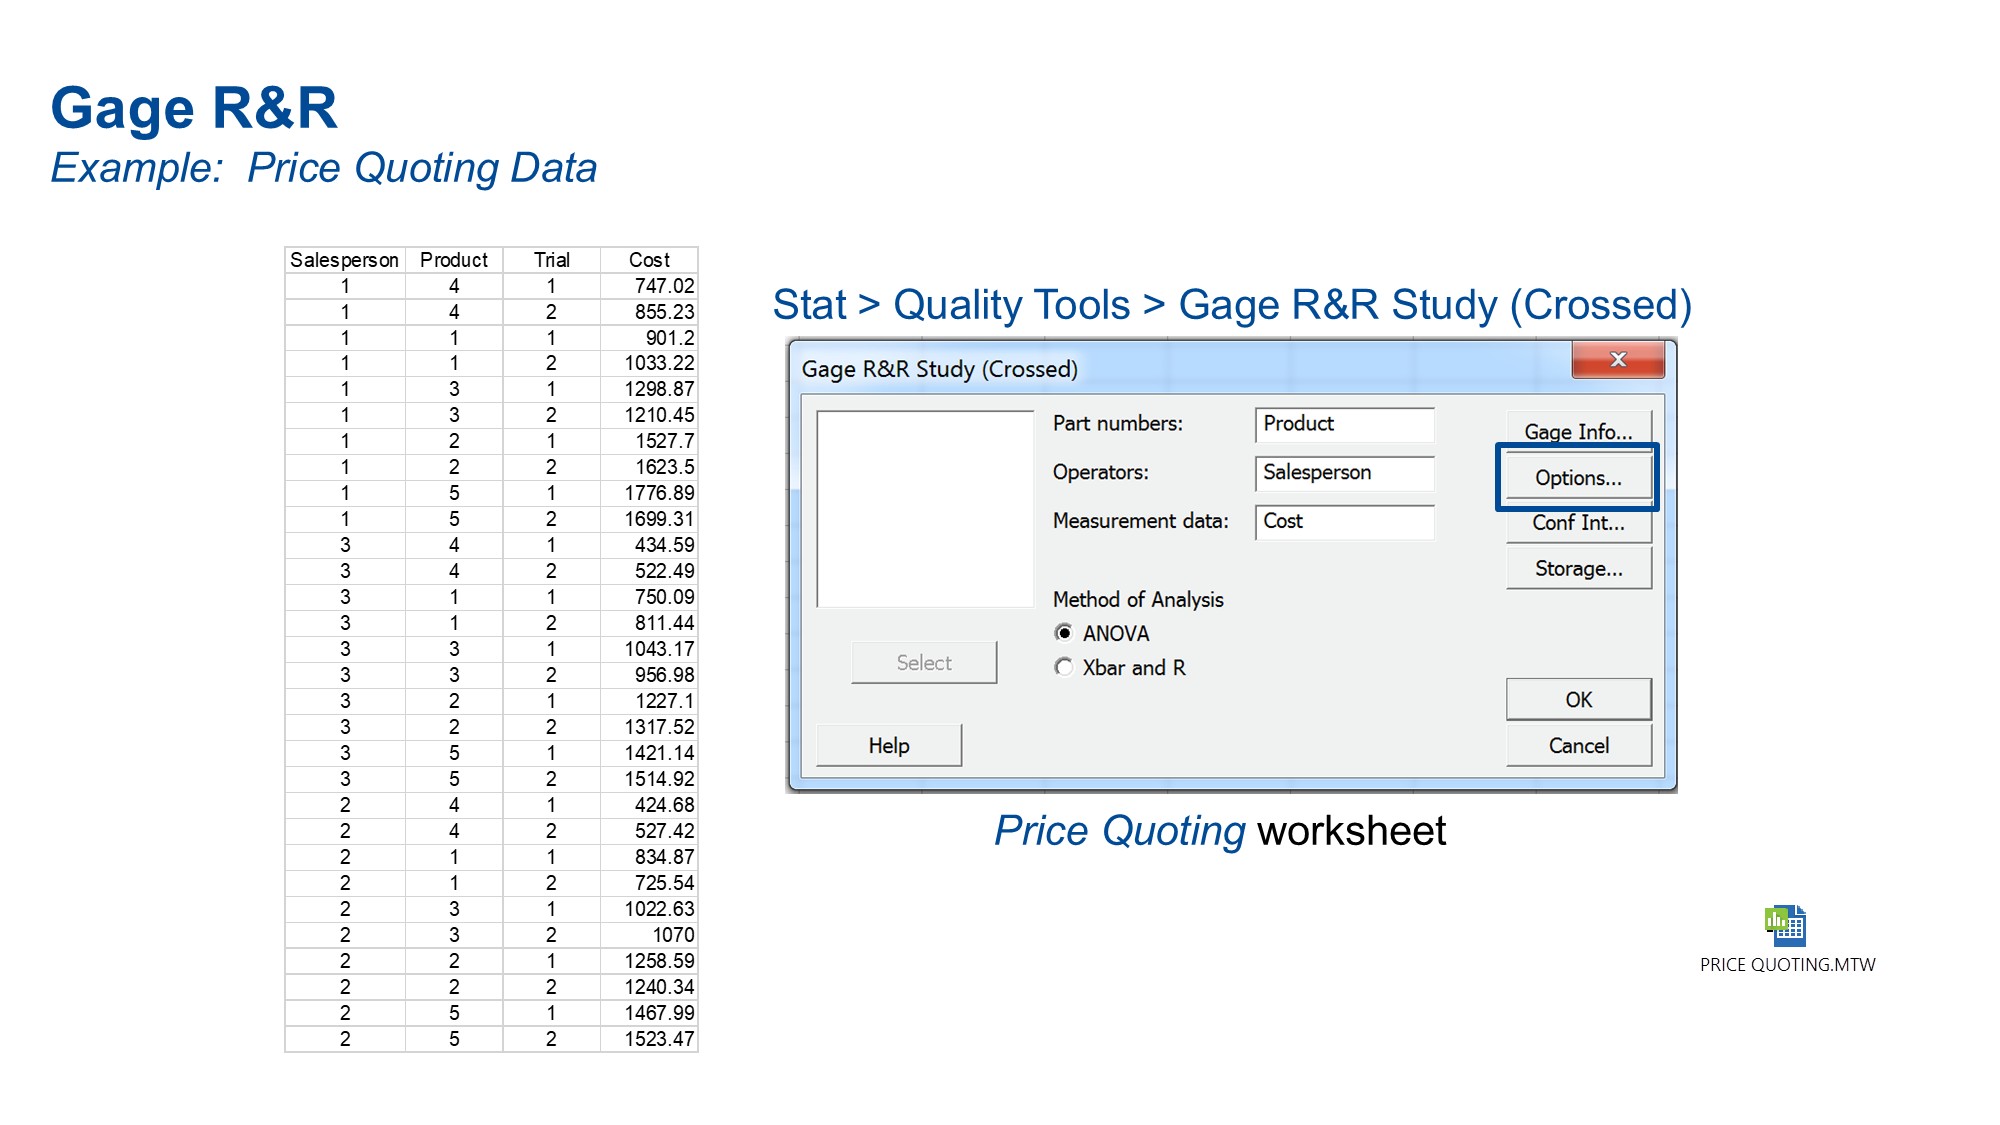 Gage R&R
Example:  Price Quoting Data
Salesperson Product Trial Cost
1 4 1 747.02
1 4 2 855.23
1 1 1 901.2
1 1 2 1033.22
1 3 1 1298.87
1 3 2 1210.45
1 2 1 1527.7
1 2 2 1623.5
1 5 1 1776.89
1 5 2 1699.31
3 4 1 434.59
3 4 2 522.49
3 1 1 750.09
3 1 2 811.44
3 3 1 1043.17
3 3 2 956.98
3 2 1 1227.1
3 2 2 1317.52
3 5 1 1421.14
3 5 2 1514.92
2 4 1 424.68
2 4 2 527.42
2 1 1 834.87
2 1 2 725.54
2 3 1 1022.63
2 3 2 1070
2 2 1 1258.59
2 2 2 1240.34
2 5 1 1467.99
2 5 2 1523.47
Stat > Quality Tools > Gage R&R Study (Crossed)
Gage R&R Study (Crossed) X
Part numbers: Product
Operators: Salesperson
Measurement data: Cost
Method of Analysis
ANOVA
Xbar and R
Select
Help
Gage Info...
Options...
Conf Int...
Storage...
OK
Cancel
Price Quoting worksheet
PRICE QUOTING.MTW